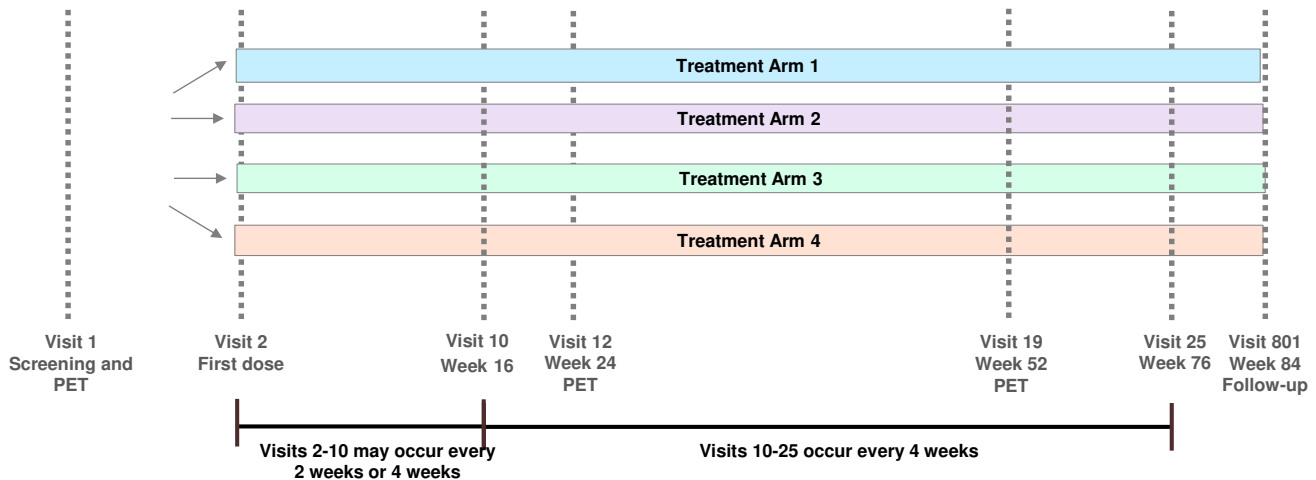 Treatment Arm 1
Treatment Arm 2
Treatment Arm 3
Treatment Arm 4
Visit 1
Screening and
PET
Visit 2
First dose
Visit 10
Week 16
Visit 12
Week 24
PET
Visit 19
Week 52
PET
Visit 25
Week 76
Visit 801
Week 84
Follow-up
Visits 2-10 may occur every
2 weeks or 4 weeks
Visits 10-25 occur every 4 weeks